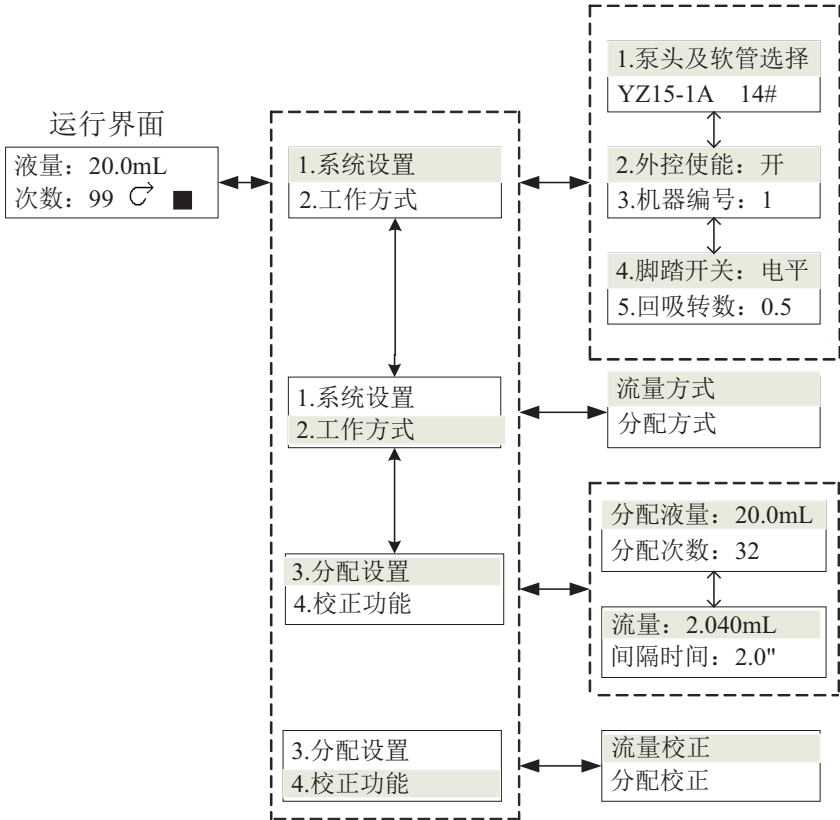 运行界面
液量：20.0mL
次数：99
1.系统设置
2.工作方式
1.泵头及软管选择
YZ15-1A 14#
2.外控使能：开
3.机器编号：1
4.脚踏开关：电平
5.回吸转数：0.5
1.系统设置
2.工作方式
流量方式
分配方式
3.分配设置
4.校正功能
分配液量：20.0mL
分配次数：32
流量：2.040mL
间隔时间：2.0"
3.分配设置
4.校正功能
流量校正
分配校正